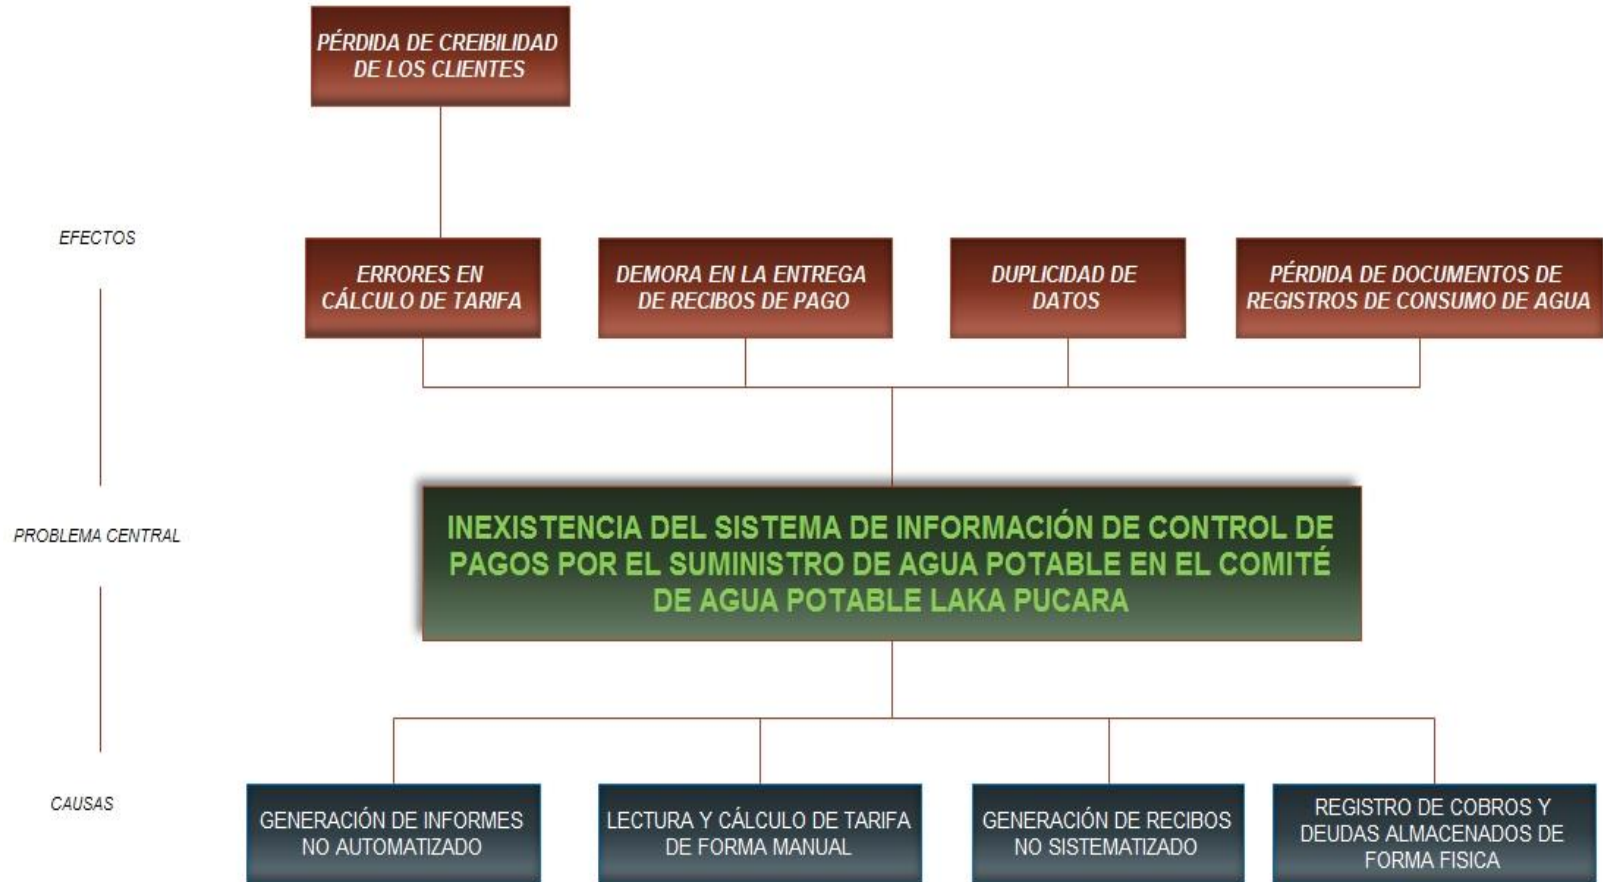 PÉRDIDA DE CREIBILIDAD
DE LOS CLIENTES
EFECTOS
ERRORES EN
CÁLCULO DE TARIFA
DEMORA EN LA ENTREGA
DE RECIBOS DE PAGO
DUPLICIDAD DE
DATOS
PÉRDIDA DE DOCUMENTOS DE
REGISTROS DE CONSUMO DE AGUA
PROBLEMA CENTRAL
INEXISTENCIA DEL SISTEMA DE INFORMACIÓN DE CONTROL DE
PAGOS POR EL SUMINISTRO DE AGUA POTABLE EN EL COMITÉ
DE AGUA POTABLE LAKA PUCARA
CAUSAS
GENERACIÓN DE INFORMES
NO AUTOMATIZADO
LECTURA Y CÁLCULO DE TARIFA
DE FORMA MANUAL
GENERACIÓN DE RECIBOS
NO SISTEMATIZADO
REGISTRO DE COBROS Y
DEUDAS ALMACENADOS DE
FORMA FISICA